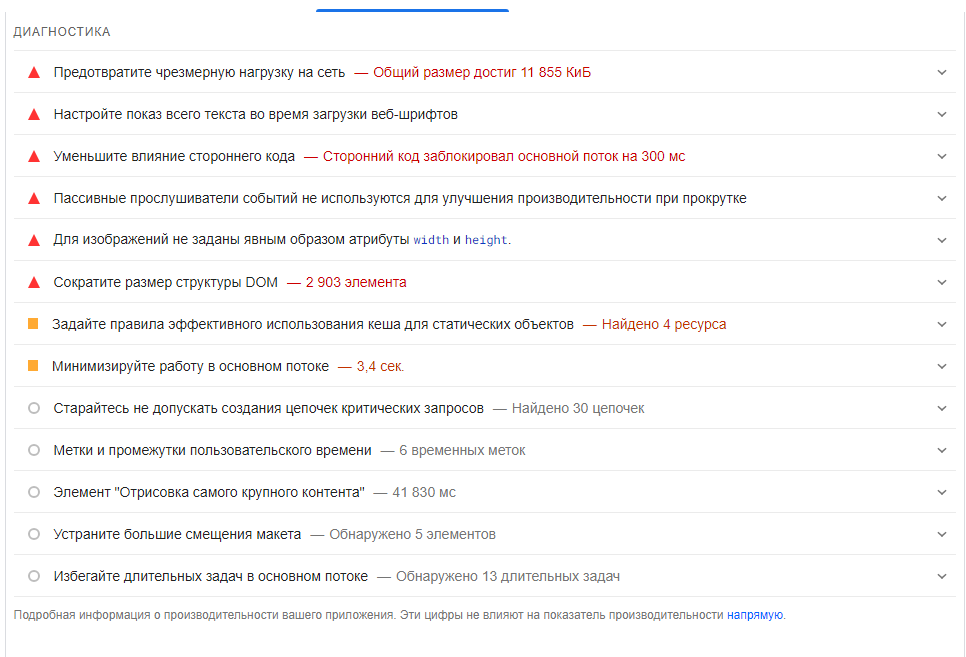 ДИАГНОСТИКА
Предотвратите чрезмерную нагрузку на сеть — Общий размер достиг 11 855 КиБ
Настройте показ всего текста во время загрузки веб-шрифтов
Уменьшите влияние стороннего кода — Сторонний код заблокировал основной поток на 300 мс
Пассивные прослушиватели событий не используются для улучшения производительности при прокрутке
Для изображений не заданы явным образом атрибуты width и height.
Сократите размер структуры DOM — 2 903 элемента
Задайте правила эффективного использования кеша для статических объектов — Найдено 4 ресурса
Минимизируйте работу в основном потоке — 3,4 сек.
Старайтесь не допускать создания цепочек критических запросов — Найдено 30 цепочек
Метки и промежутки пользовательского времени — 6 временных меток
Элемент "Отрисовка самого крупного контента" — 41 830 мс
Устраните большие смещения макета — Обнаружено 5 элементов
Избегайте длительных задач в основном потоке — Обнаружено 13 длительных задач
Подробная информация о производительности вашего приложения. Эти цифры не влияют на показатель производительности напрямую.